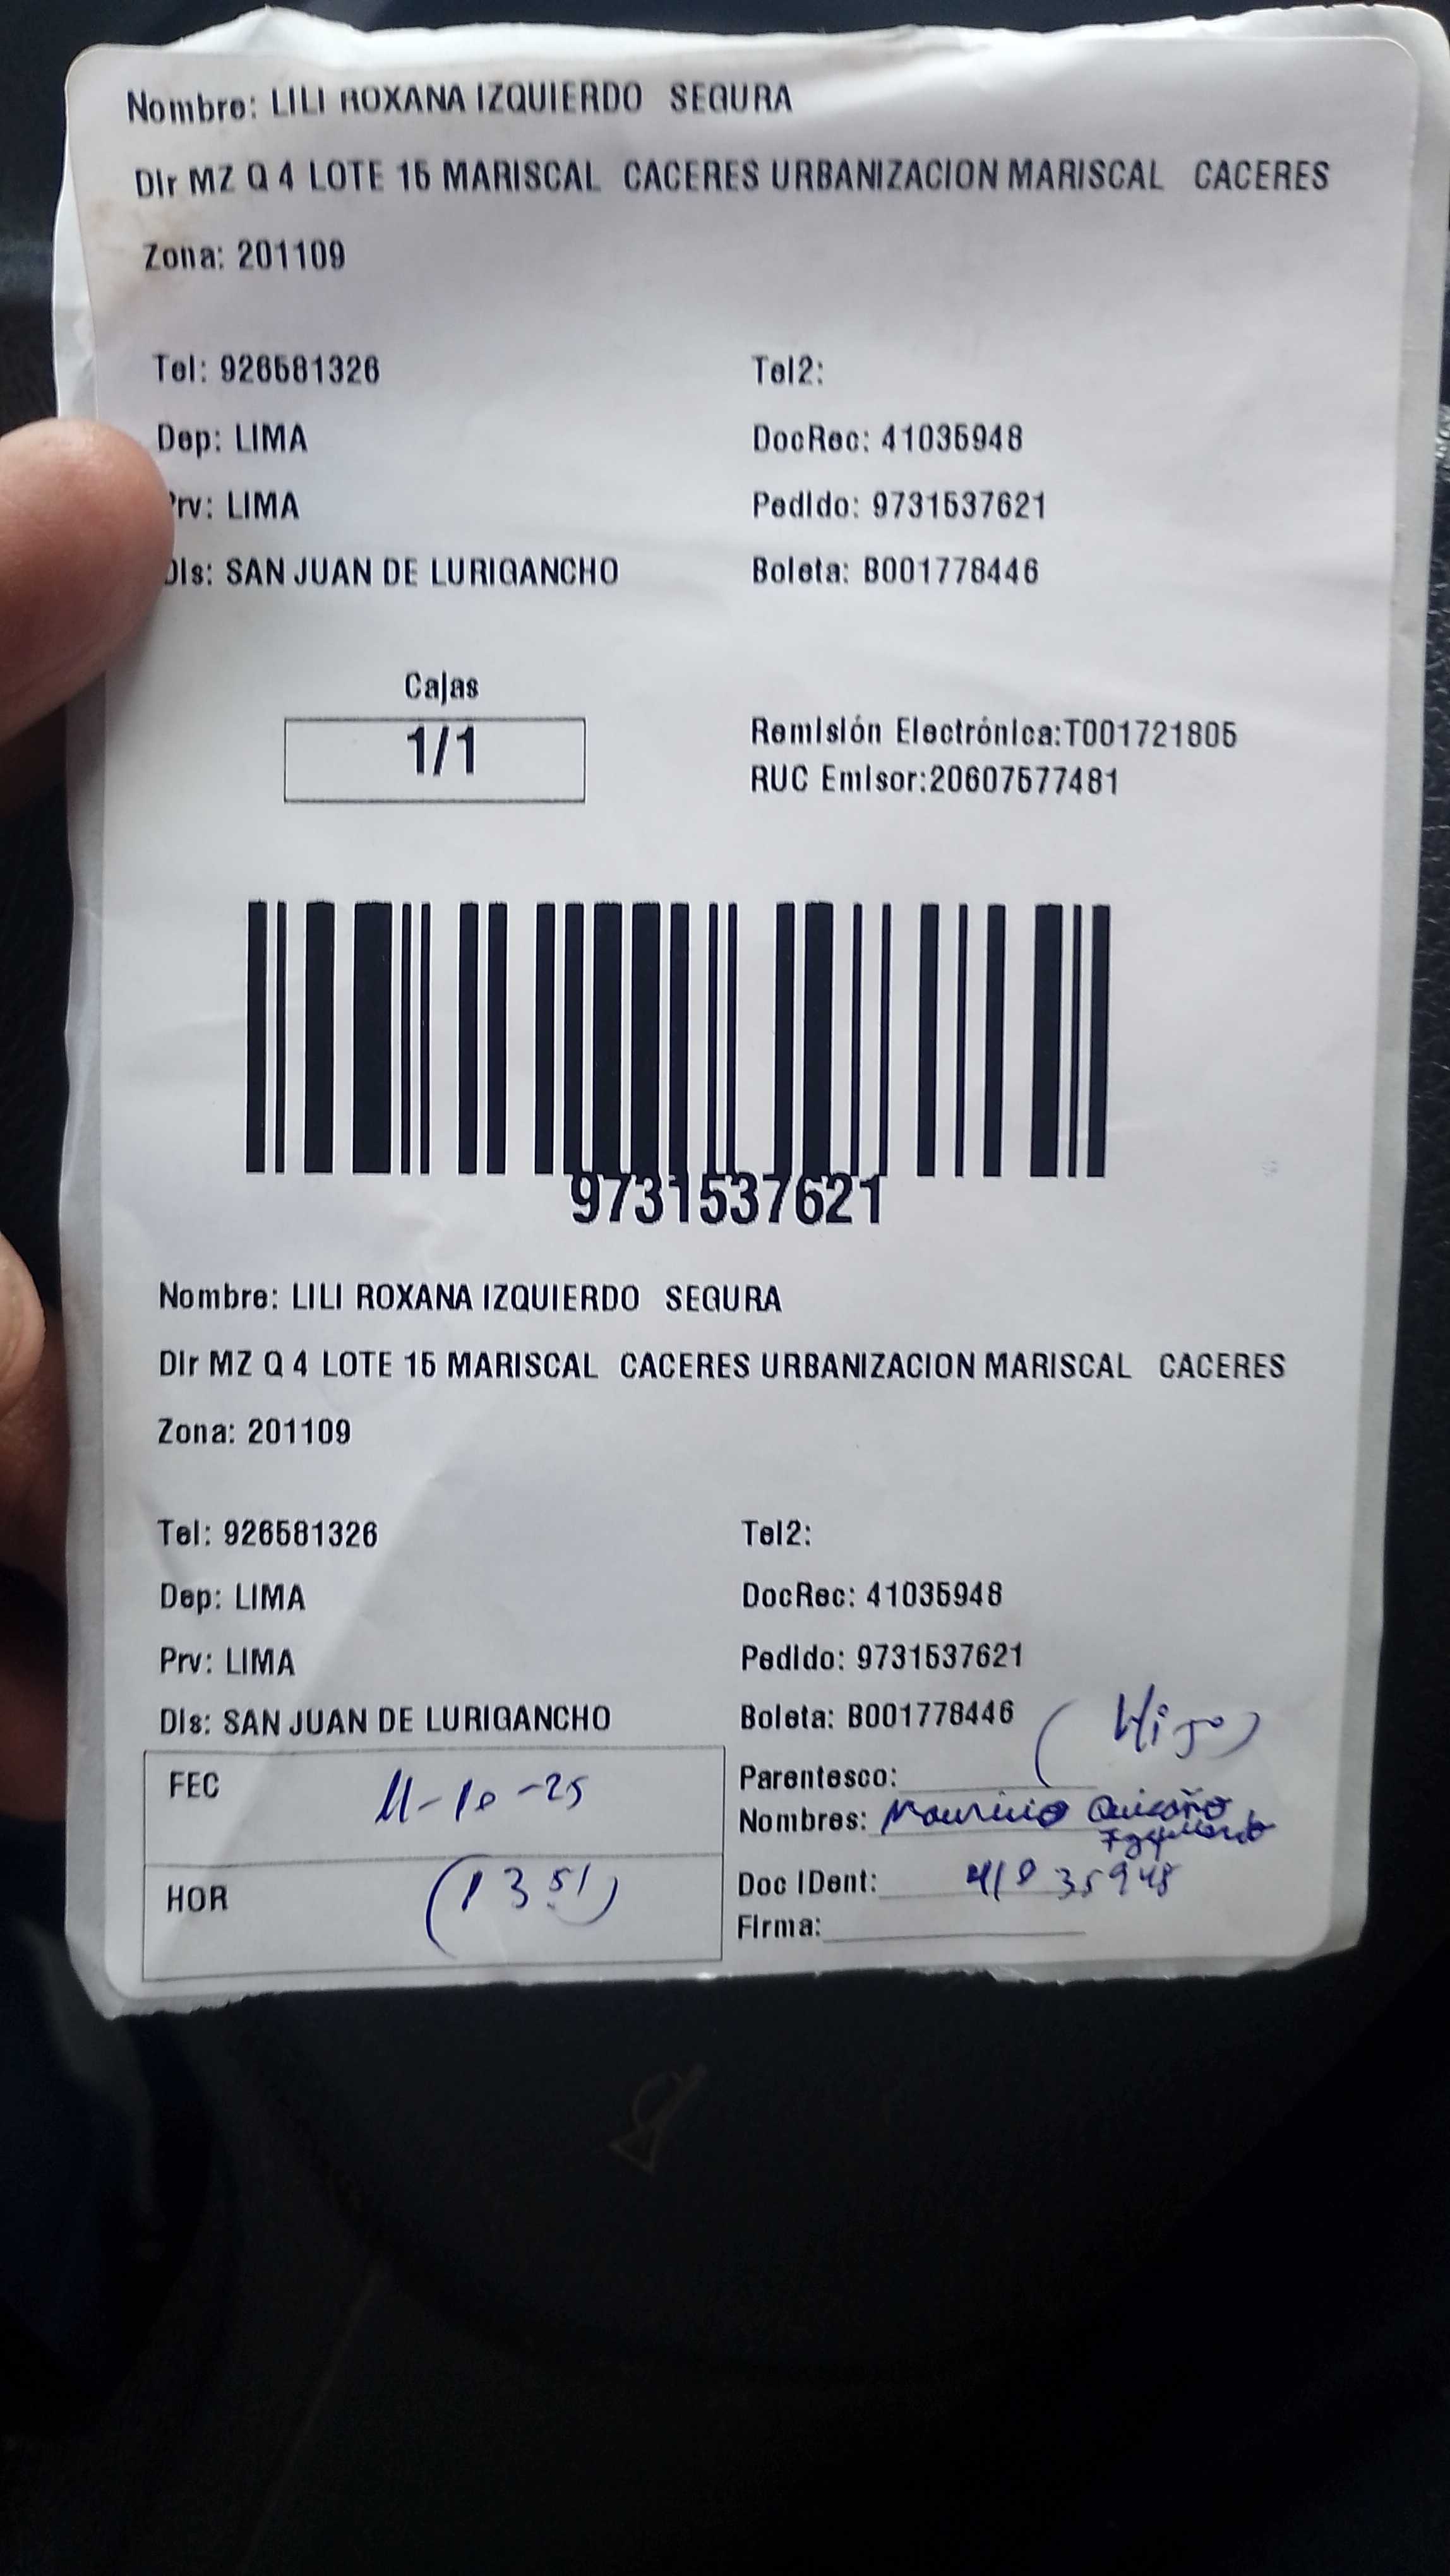 Nombre: LILI ROXANA IZQUIERDO SEGURA
Dir MZ Q 4 LOTE 15 MARISCAL CACERES URBANIZACION MARISCAL CACERES
Zona: 201109
Tel: 926581326 Tel2:
Dep: LIMA DocRec: 41035948
Prv: LIMA Pedido: 9731537621
Dis: SAN JUAN DE LURIGANCHO Boleta: B001778446
Cajas
1/1
Remisión Electrónica:T001721805
RUC Emisor:20607577481
9731537621
Nombre: LILI ROXANA IZQUIERDO SEGURA
Dir MZ Q 4 LOTE 15 MARISCAL CACERES URBANIZACION MARISCAL CACERES
Zona: 201109
Tel: 926581326 Tel2:
Dep: LIMA DocRec: 41035948
Prv: LIMA Pedido: 9731537621
Dis: SAN JUAN DE LURIGANCHO Boleta: B001778446
FEC 11-10-25
Parentesco: (Hijo)
Nombres: Mauricio
HOR (13 51)
Doc IDent: 41035948
Firma: